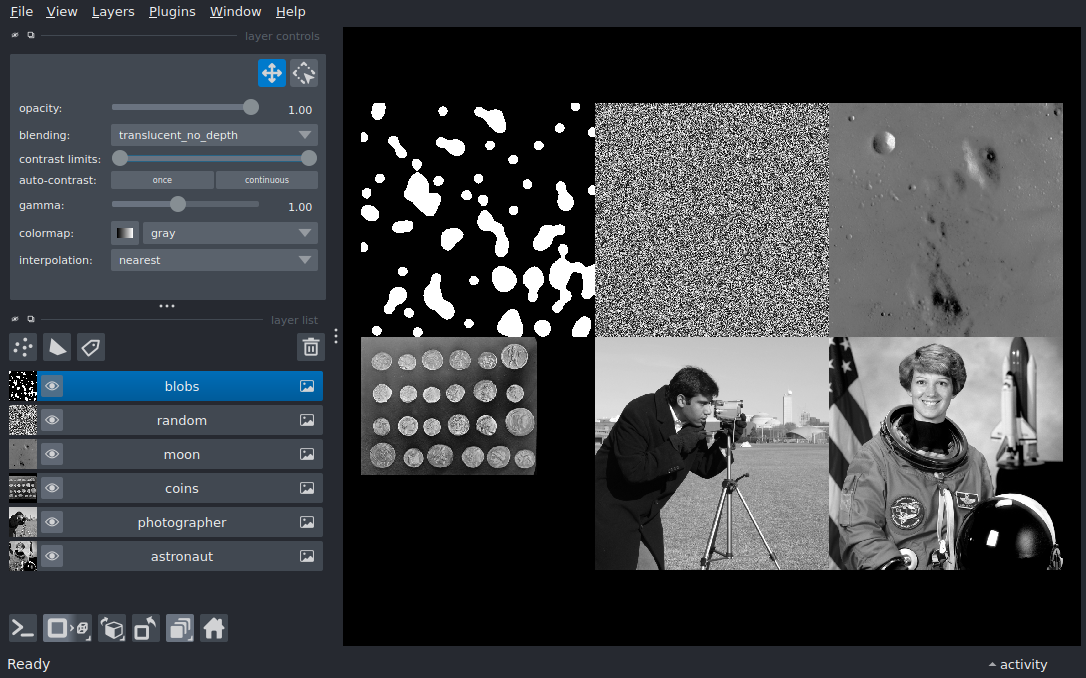 File View Layers Plugins Window Help
layer controls
opacity: 1.00
blending: translucent_no_depth
contrast limits:
auto-contrast: once continuous
gamma: 1.00
colormap: gray
interpolation: nearest
layer list
blobs
random
moon
coins
photographer
astronaut
Ready activity